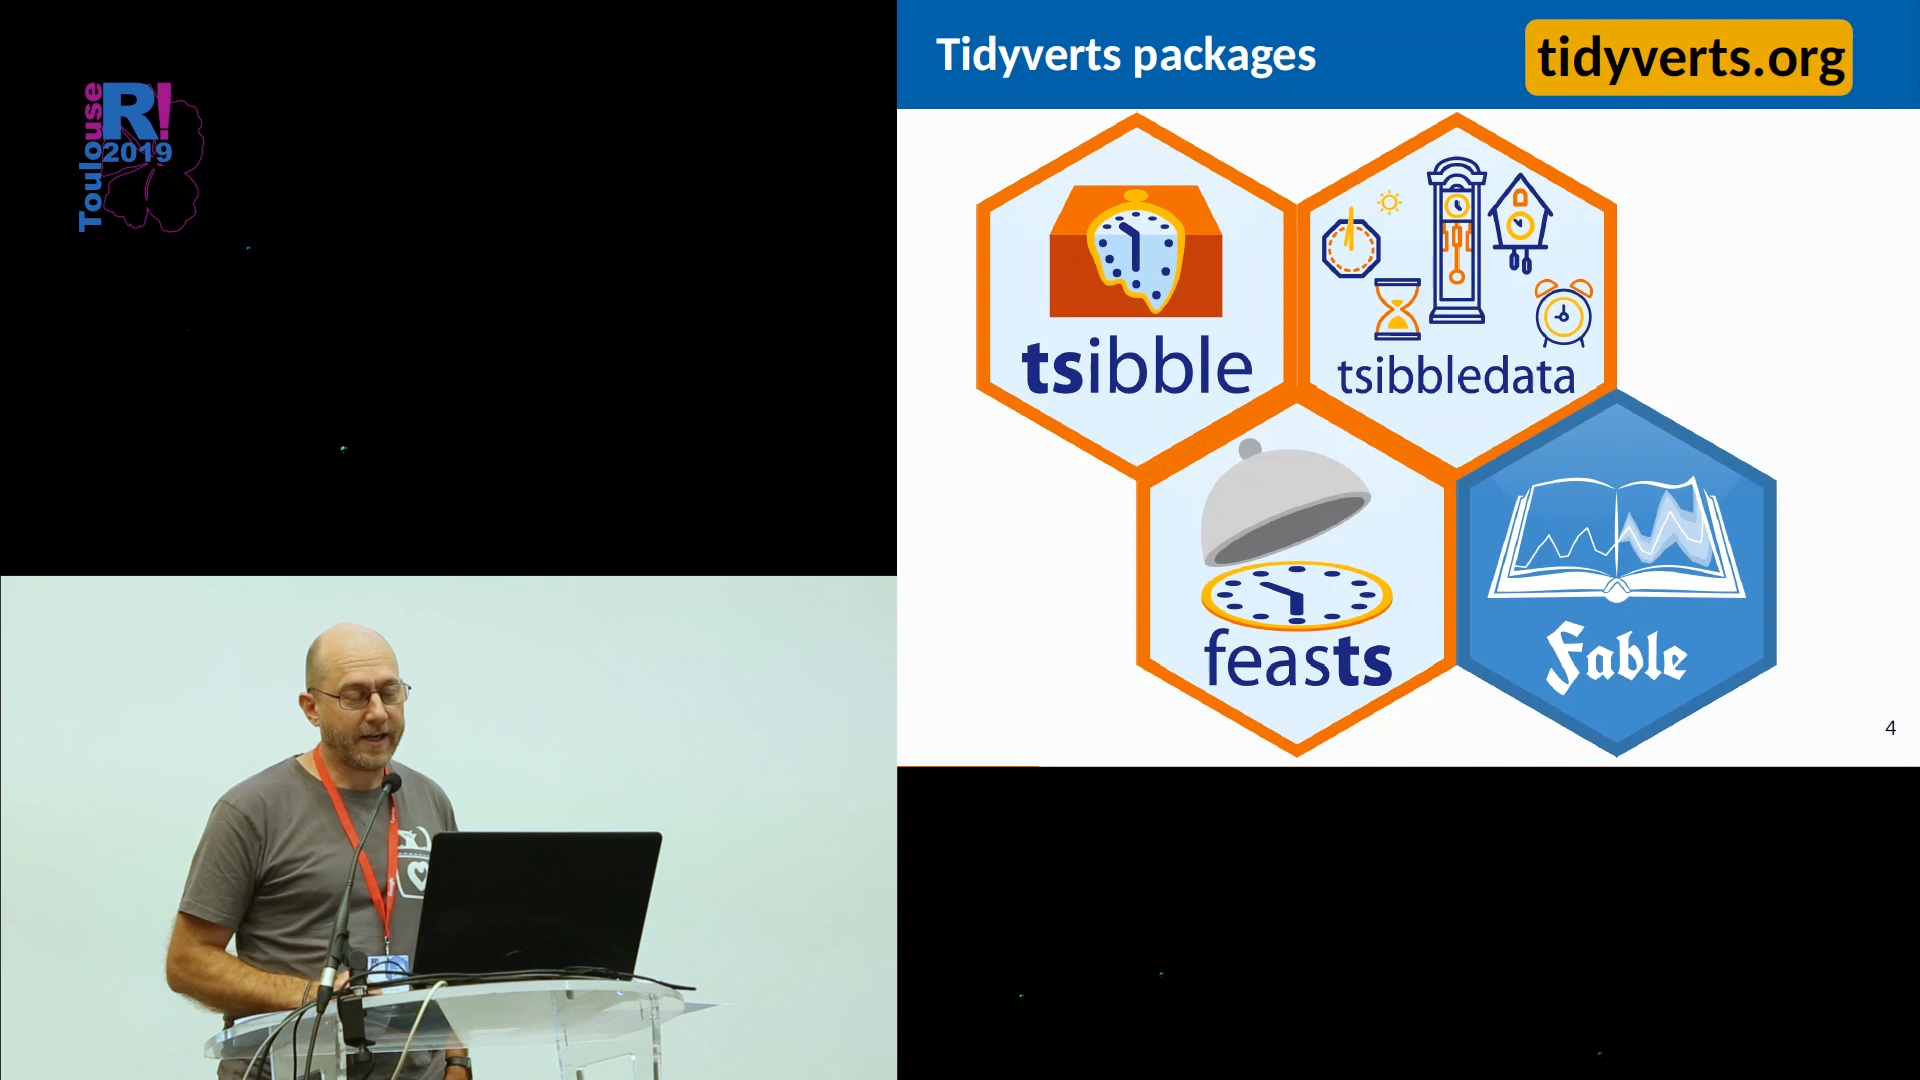 Toulouse
R!
2019
Tidyverts packages
tidyverts.org
tsibble
tsibbledata
feasts
Fable
4